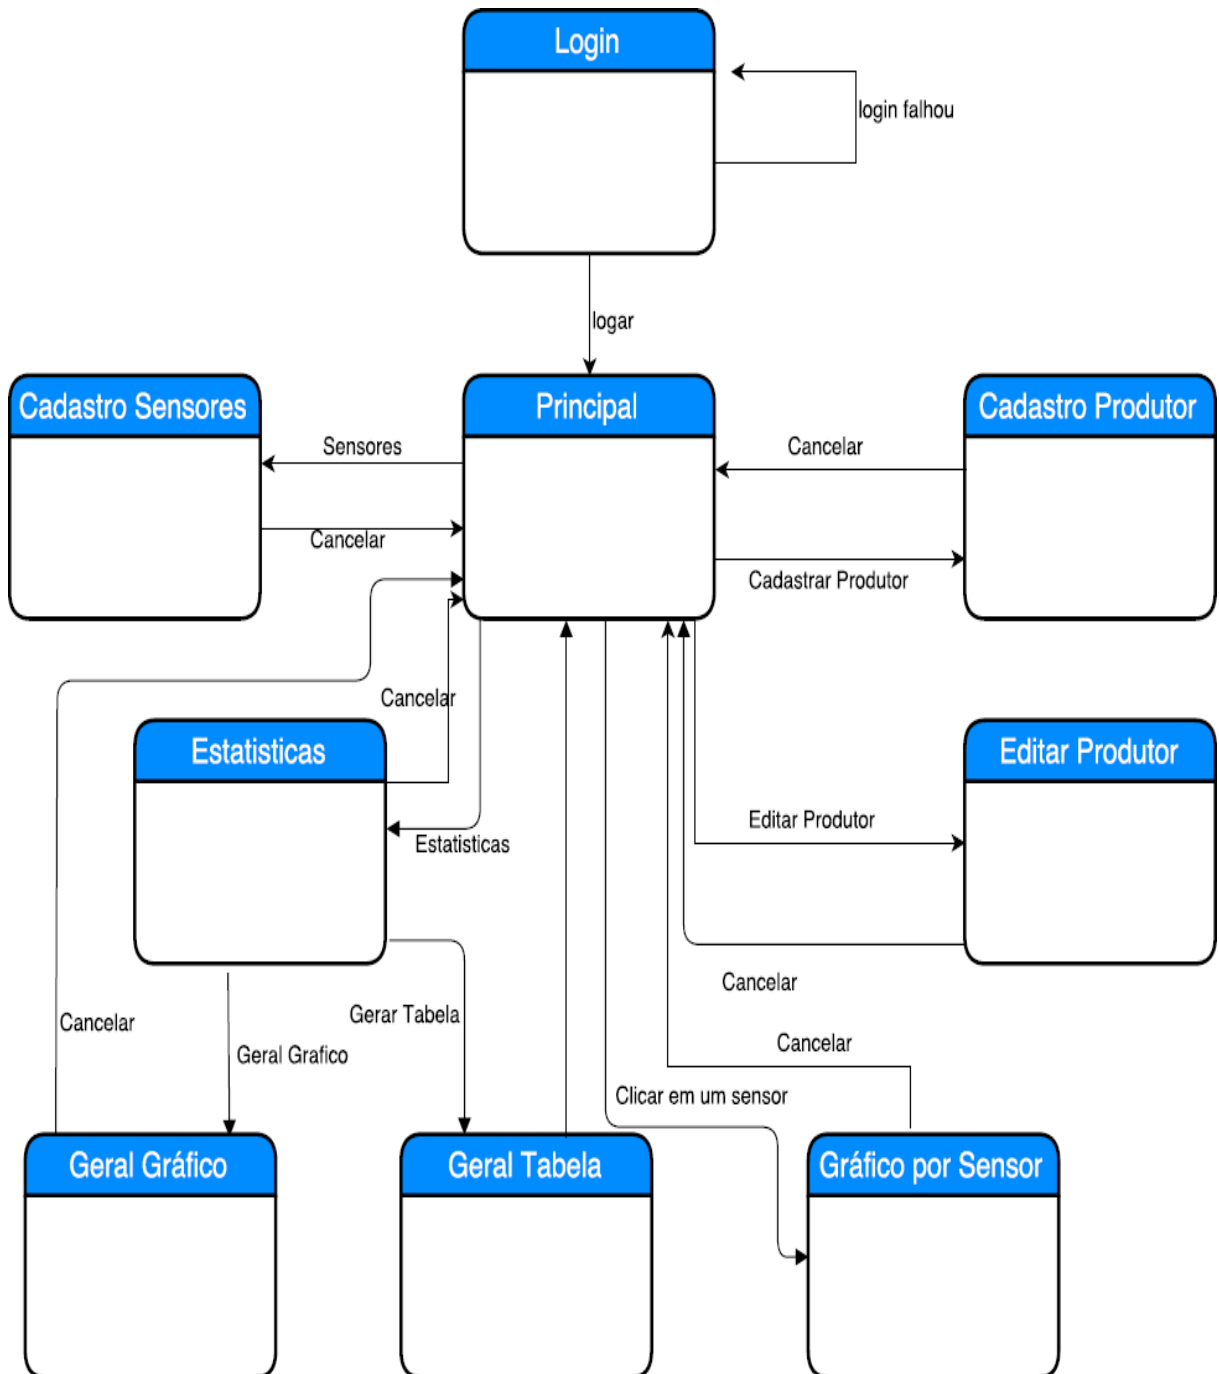 Login
login falhou
logar
Cadastro Sensores
Principal
Cadastro Produtor
Sensores
Cancelar
Cancelar
Cadastrar Produtor
Cancelar
Estatisticas
Editar Produtor
Editar Produtor
Estatisticas
Cancelar
Cancelar
Gerar Tabela
Geral Grafico
Cancelar
Clicar em um sensor
Geral Gráfico
Geral Tabela
Gráfico por Sensor